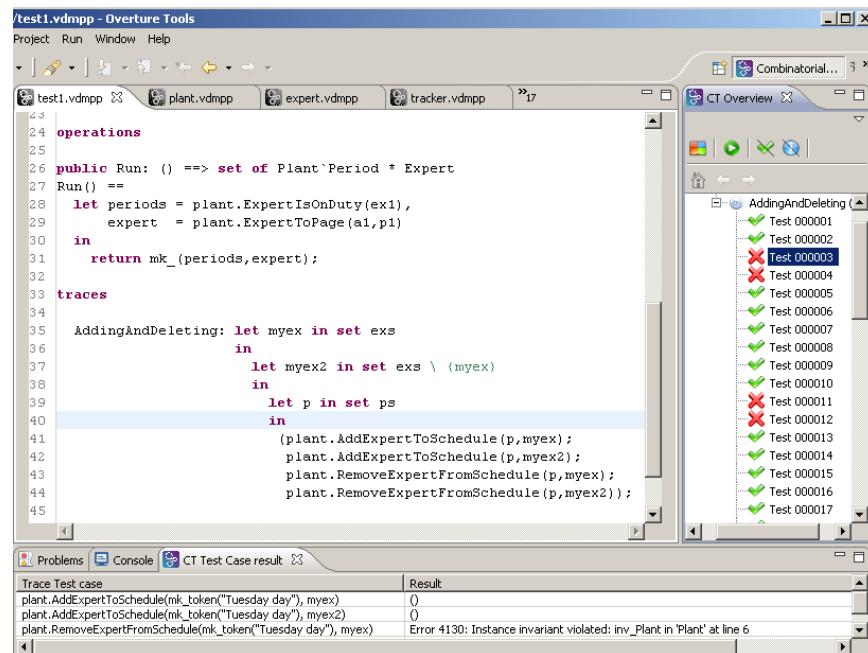 /test1.vdmpp - Overture Tools
Project Run Window Help
Combinatorial...
test1.vdmpp plant.vdmpp expert.vdmpp tracker.vdmpp »17
CT Overview
23
24 operations
25
26 public Run: () ==> set of Plant`Period * Expert
27 Run() ==
28 let periods = plant.ExpertIsOnDuty(ex1),
29 expert = plant.ExpertToPage(a1,p1)
30 in
31 return mk_(periods,expert);
32
33 traces
34
35 AddingAndDeleting: let myex in set exs
36 in
37 let myex2 in set exs \ {myex}
38 in
39 let p in set ps
40 in
41 (plant.AddExpertToSchedule(p,myex);
42 plant.AddExpertToSchedule(p,myex2);
43 plant.RemoveExpertFromSchedule(p,myex);
44 plant.RemoveExpertFromSchedule(p,myex2));
45
AddingAndDeleting (
Test 000001
Test 000002
Test 000003
Test 000004
Test 000005
Test 000006
Test 000007
Test 000008
Test 000009
Test 000010
Test 000011
Test 000012
Test 000013
Test 000014
Test 000015
Test 000016
Test 000017
Problems Console CT Test Case result
Trace Test case Result
plant.AddExpertToSchedule(mk_token("Tuesday day"), myex) ()
plant.AddExpertToSchedule(mk_token("Tuesday day"), myex2) ()
plant.RemoveExpertFromSchedule(mk_token("Tuesday day"), myex) Error 4130: Instance invariant violated: inv_Plant in 'Plant' at line 6